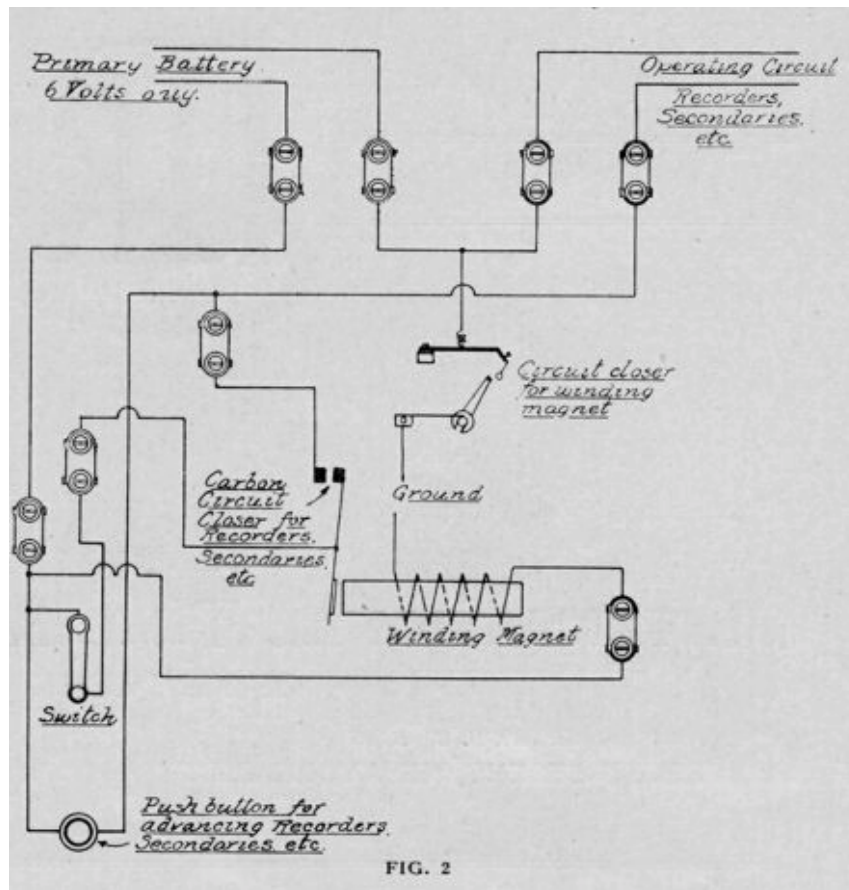 Primary Battery
6 Volts only.
Operating Circuit
Recorders,
Secondaries,
etc
Circuit closer
for winding
magnet
Carbon
Circuit
Closer for
Recorders,
Secondaries,
etc
Ground
Winding Magnet
Switch
Push button for
advancing Recorders,
Secondaries etc.
FIG. 2